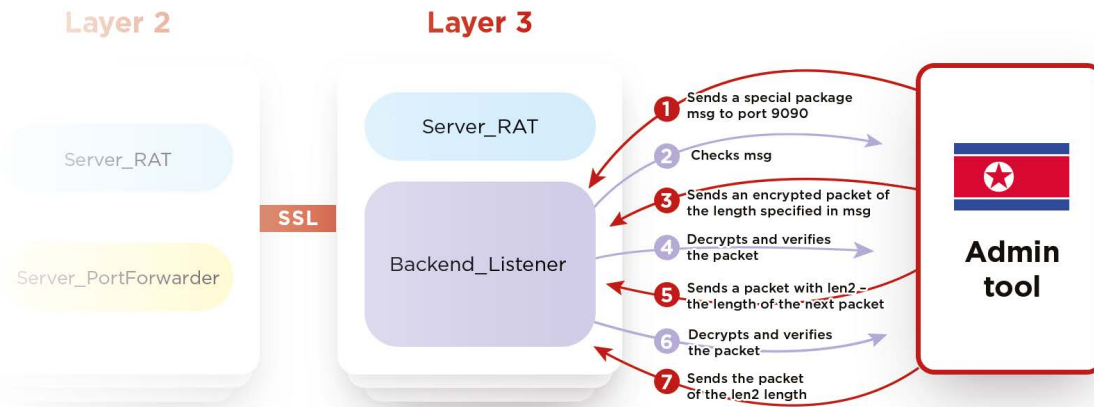 Layer 2
Layer 3
Server_RAT
Server_PortForwarder
SSL
Server_RAT
Backend_Listener
1 Sends a special package
msg to port 9090
2 Checks msg
3 Sends an encrypted packet of
the length specified in msg
4 Decrypts and verifies
the packet
5 Sends a packet with len2 –
the length of the next packet
6 Decrypts and verifies
the packet
7 Sends the packet
of the len2 length
Admin
tool